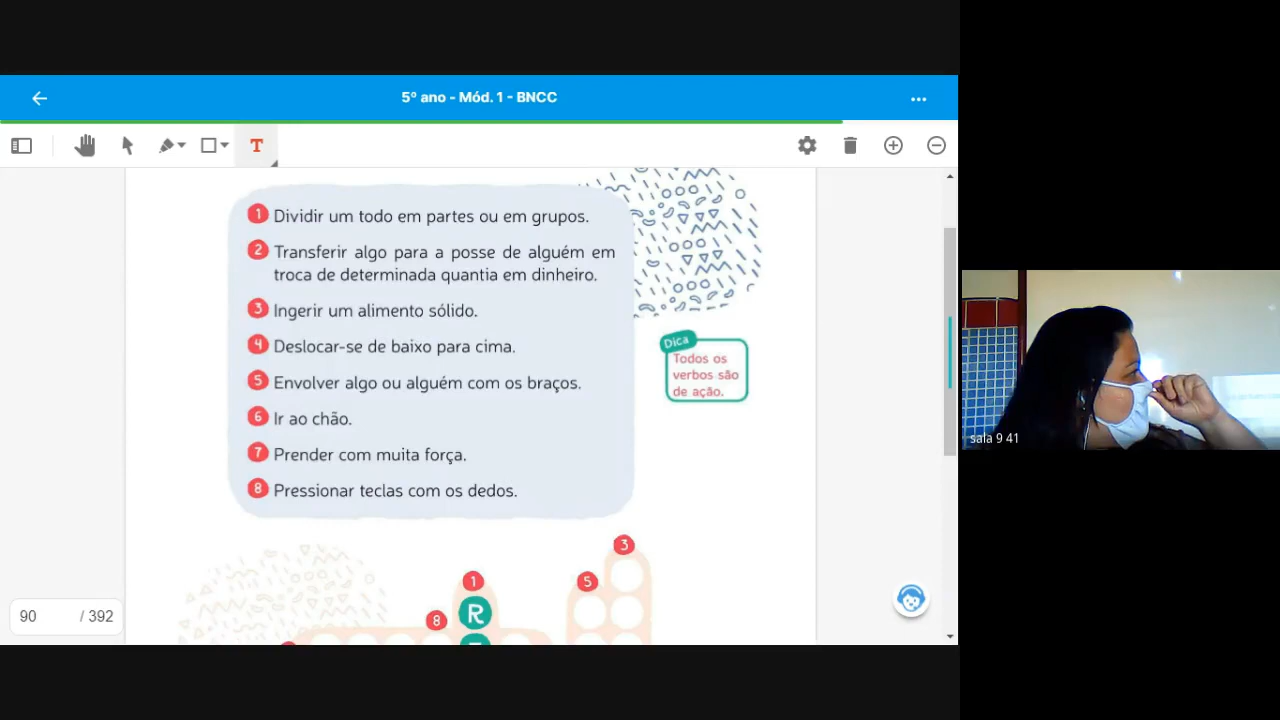 5º ano - Mód. 1 - BNCC
T
1 Dividir um todo em partes ou em grupos.
2 Transferir algo para a posse de alguém em
troca de determinada quantia em dinheiro.
3 Ingerir um alimento sólido.
4 Deslocar-se de baixo para cima.
5 Envolver algo ou alguém com os braços.
6 Ir ao chão.
7 Prender com muita força.
8 Pressionar teclas com os dedos.
Dica
Todos os
verbos são
de ação.
sala 9 41
3
1
5
8
R
90 / 392